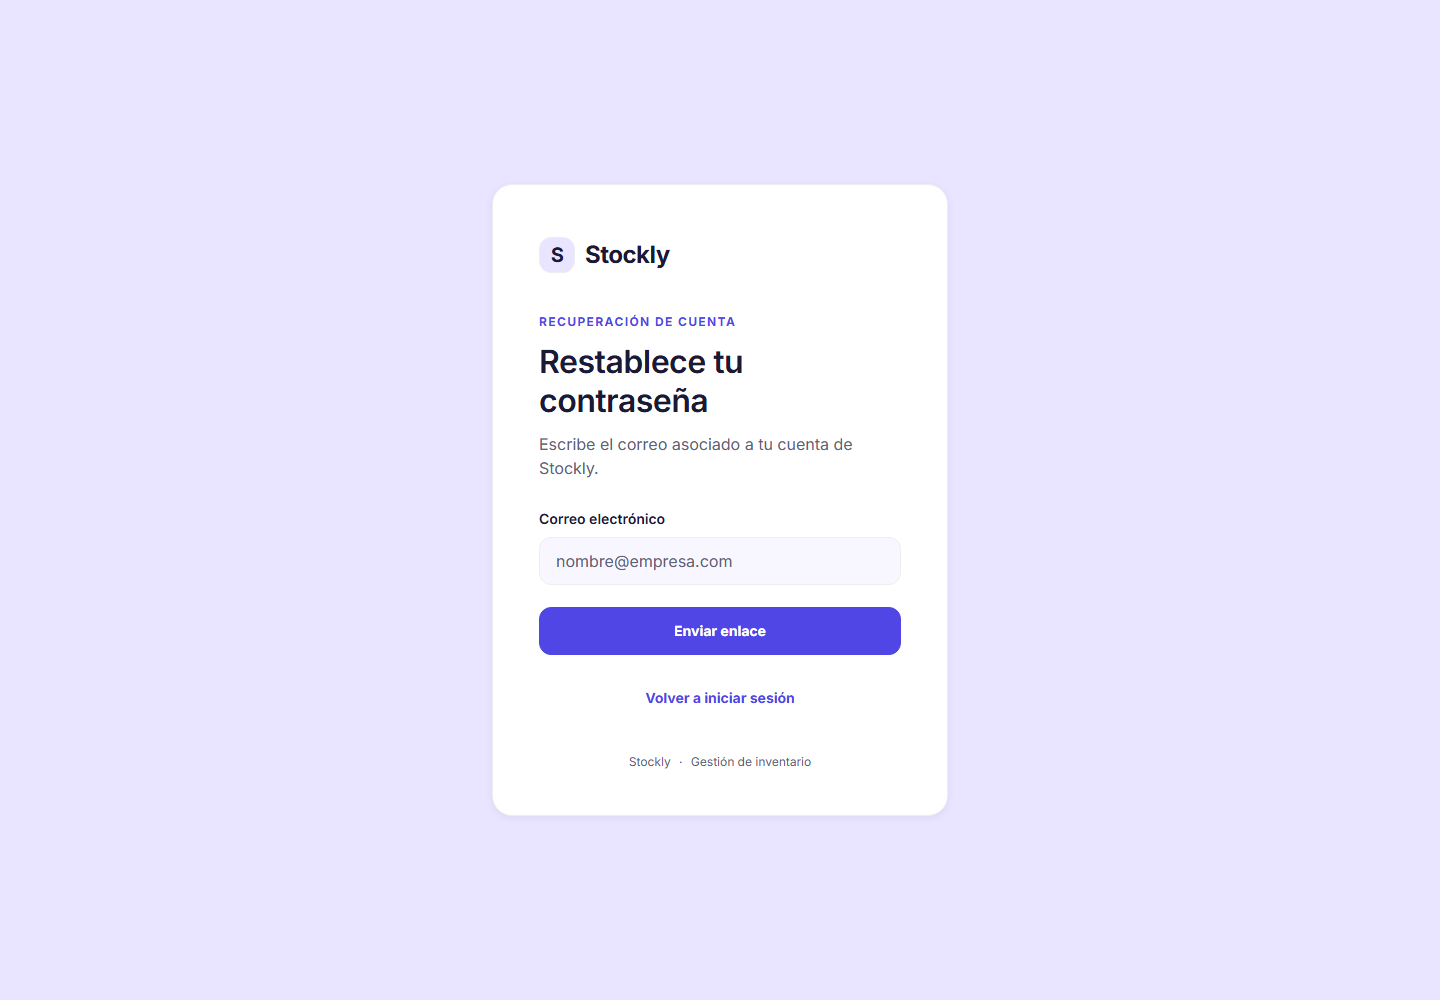 S Stockly
RECUPERACIÓN DE CUENTA
Restablece tu
contraseña
Escribe el correo asociado a tu cuenta de
Stockly.
Correo electrónico
nombre@empresa.com
Enviar enlace
Volver a iniciar sesión
Stockly · Gestión de inventario